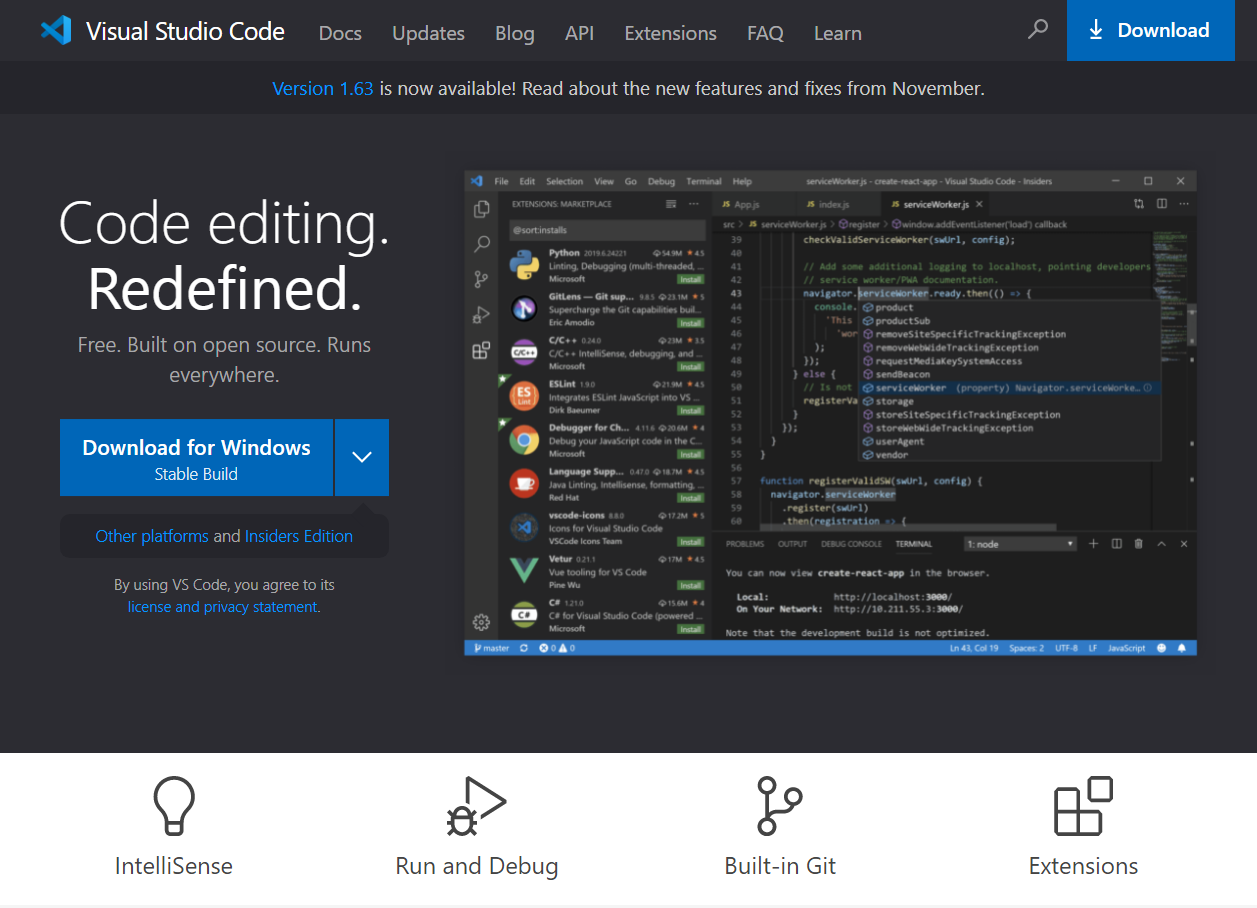 Visual Studio Code Docs Updates Blog API Extensions FAQ Learn Download
Version 1.63 is now available! Read about the new features and fixes from November.
Code editing.
Redefined.
Free. Built on open source. Runs
everywhere.
Download for Windows
Stable Build
Other platforms and Insiders Edition
By using VS Code, you agree to its
license and privacy statement.
File Edit Selection View Go Debug Terminal Help serviceWorker.js - create-react-app - Visual Studio Code - Insiders
EXTENSIONS: MARKETPLACE
@sort:installs
Python 2019.6.24221 54.9M 4.5
Linting, Debugging (multi-threaded, ...
Microsoft Install
GitLens — Git sup... 9.8.5 23.1M 5
Supercharge the Git capabilities buil...
Eric Amodio Install
C/C++ 0.24.0 23M 3.5
C/C++ IntelliSense, debugging, and ...
Microsoft Install
ESLint 1.9.0 21.9M 4.5
Integrates ESLint JavaScript into VS ...
Dirk Baeumer Install
Debugger for Ch... 4.11.6 20.6M 4
Debug your JavaScript code in the C...
Microsoft Install
Language Supp... 0.47.0 18.7M 4.5
Java Linting, Intellisense, formatting, ...
Red Hat Install
vscode-icons 8.8.0 17.2M 5
Icons for Visual Studio Code
VSCode Icons Team Install
Vetur 0.21.1 17M 4.5
Vue tooling for VS Code
Pine Wu Install
C# 1.21.0 15.6M 4
C# for Visual Studio Code (powered ...
Microsoft Install
JS App.js JS index.js JS serviceWorker.js
src > JS serviceWorker.js > register > window.addEventListener('load') callback
39 checkValidServiceWorker(swUrl, config);
40
41 // Add some additional logging to localhost, pointing developers
42 // service worker/PWA documentation.
43 navigator.serviceWorker.ready.then(() => {
44 console.
45 'This
46 'wor
47 );
48 });
49 } else {
50 // Is not
51 registerVa
52 }
53 });
54 }
55 }
56
57 function registerValidSW(swUrl, config) {
58 navigator.serviceWorker
59 .register(swUrl)
60 .then(registration => {
product
productSub
removeSiteSpecificTrackingException
removeWebWideTrackingException
requestMediaKeySystemAccess
sendBeacon
serviceWorker (property) Navigator.serviceWorke...
storage
storeSiteSpecificTrackingException
storeWebWideTrackingException
userAgent
vendor
PROBLEMS OUTPUT DEBUG CONSOLE TERMINAL 1: node
You can now view create-react-app in the browser.
Local: http://localhost:3000/
On Your Network: http://10.211.55.3:3000/
Note that the development build is not optimized.
master 0 0 Ln 43, Col 19 Spaces: 2 UTF-8 LF JavaScript
IntelliSense Run and Debug Built-in Git Extensions